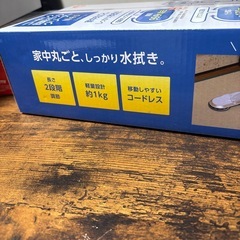 家中丸ごと、しっかり水拭き。
長さ
2段階
調節
軽量設計
約1kg
移動しやすい
コードレス